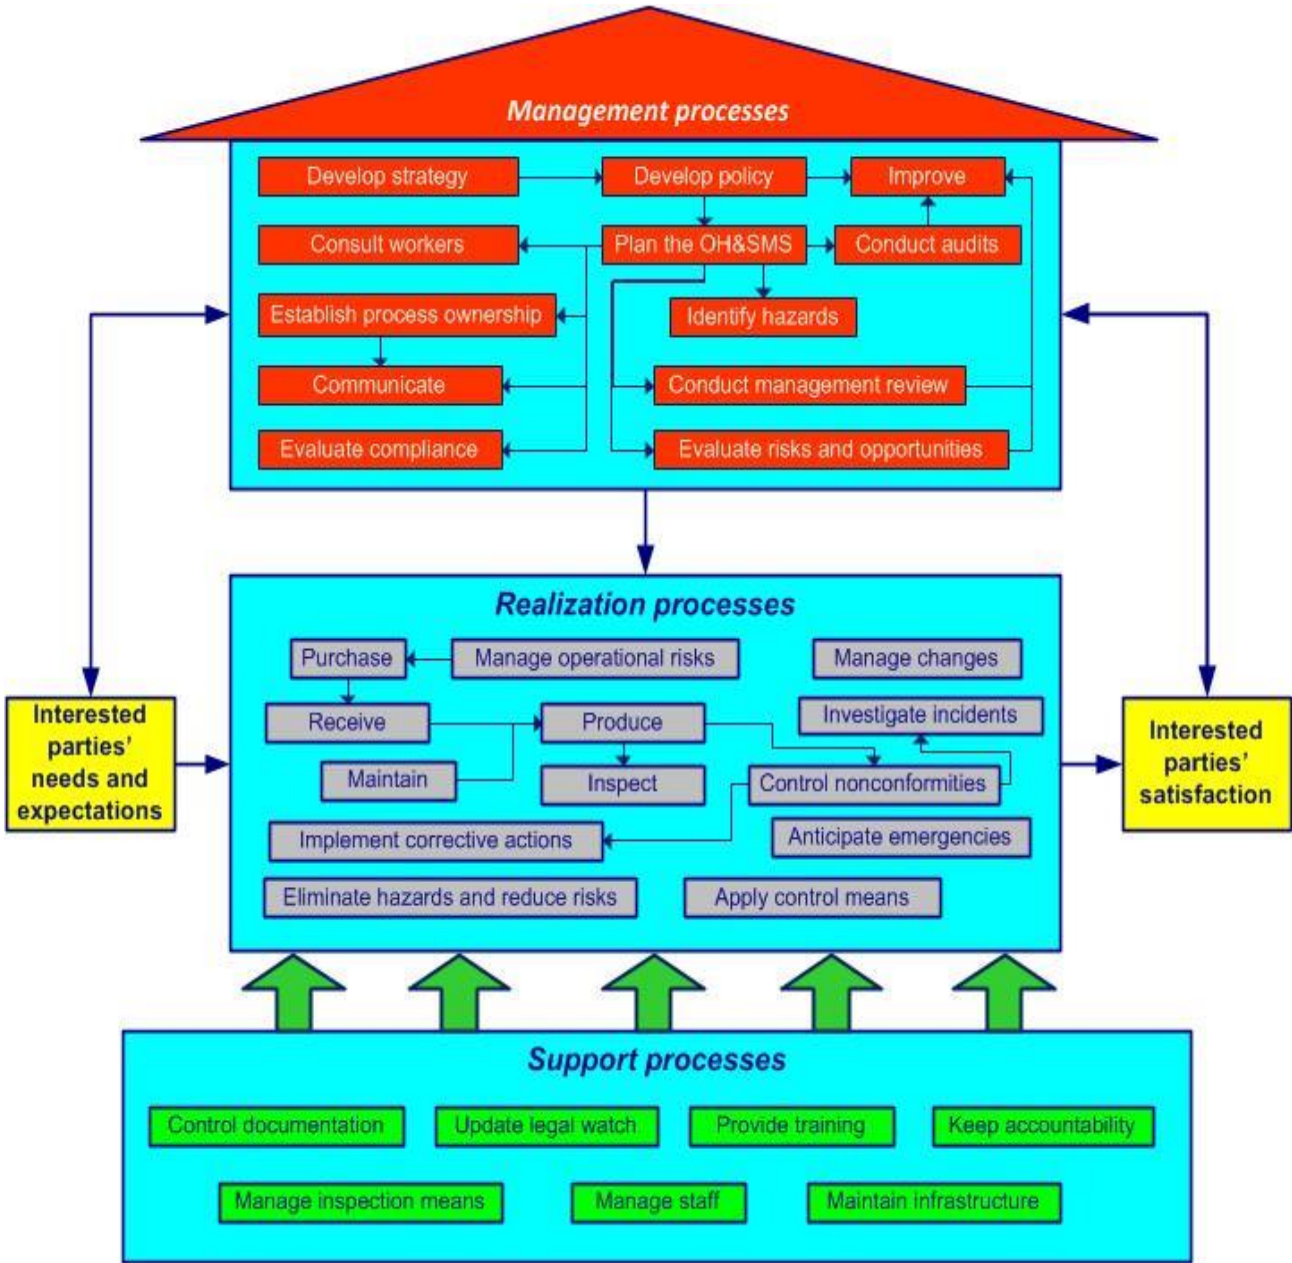 Management processes
Develop strategy
Develop policy
Improve
Consult workers
Plan the OH&SMS
Conduct audits
Establish process ownership
Identify hazards
Communicate
Conduct management review
Evaluate compliance
Evaluate risks and opportunities
Realization processes
Purchase
Manage operational risks
Manage changes
Receive
Produce
Investigate incidents
Maintain
Inspect
Control nonconformities
Implement corrective actions
Anticipate emergencies
Eliminate hazards and reduce risks
Apply control means
Interested
parties’
needs and
expectations
Interested
parties’
satisfaction
Support processes
Control documentation
Update legal watch
Provide training
Keep accountability
Manage inspection means
Manage staff
Maintain infrastructure